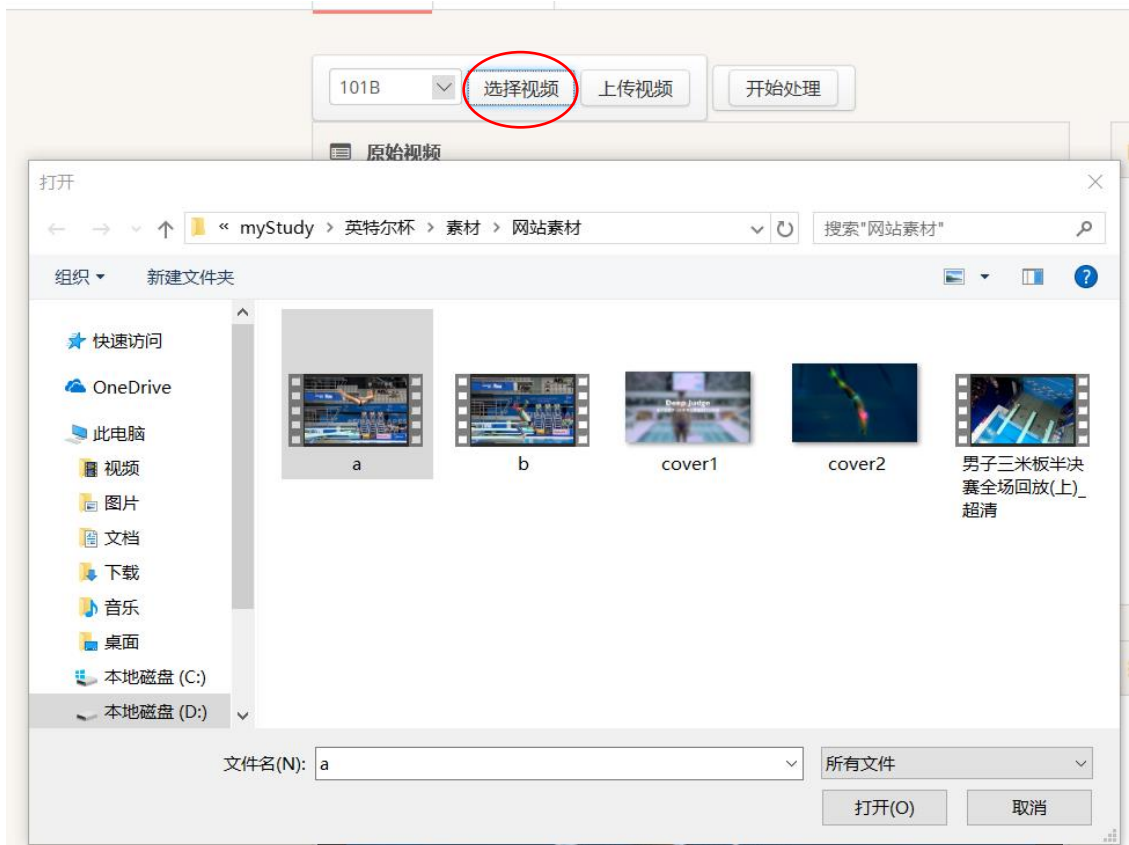 101B 选择视频 上传视频 开始处理
原始视频
打开
« myStudy > 英特尔杯 > 素材 > 网站素材
搜索"网站素材"
组织 新建文件夹
快速访问
OneDrive
此电脑
视频
图片
文档
下载
音乐
桌面
本地磁盘 (C:)
本地磁盘 (D:)
Deep Judge
a
b
cover1
cover2
男子三米板半决
赛全场回放(上)_
超清
文件名(N): a
所有文件
打开(O) 取消